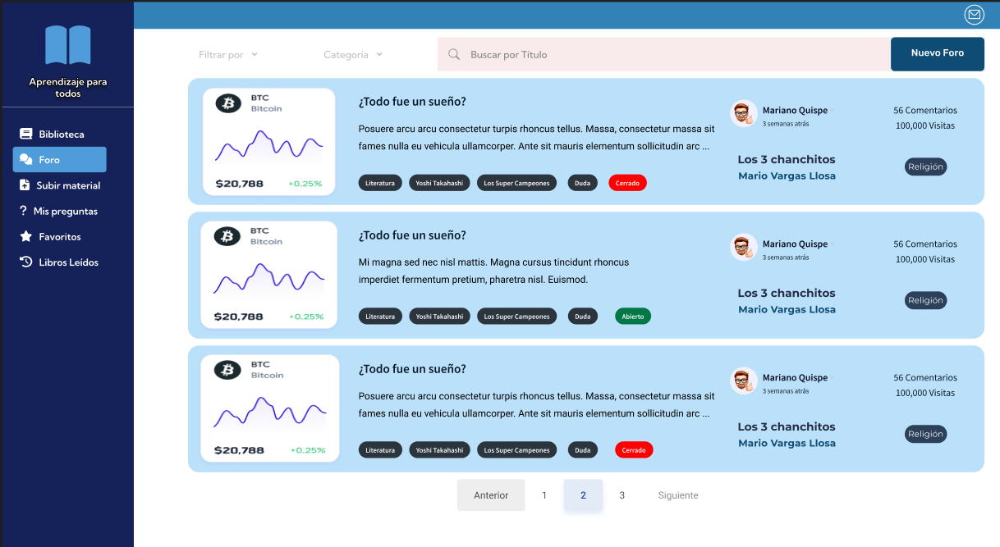 Aprendizaje para
todos
Biblioteca
Foro
Subir material
? Mis preguntas
Favoritos
Libros Leídos
Filtrar por
Categoría
Buscar por Título
Nuevo Foro
BTC
Bitcoin
$20,788 +0,25%
¿Todo fue un sueño?
Posuere arcu arcu consectetur turpis rhoncus tellus. Massa, consectetur massa sit
fames nulla eu vehicula ullamcorper. Ante sit mauris elementum sollicitudin arc ...
Literatura Yoshi Takahashi Los Super Campeones Duda Cerrado
Mariano Quispe
3 semanas atrás
Los 3 chanchitos
Mario Vargas Llosa
56 Comentarios
100,000 Visitas
Religión
BTC
Bitcoin
$20,788 +0,25%
¿Todo fue un sueño?
Mi magna sed nec nisl mattis. Magna cursus tincidunt rhoncus
imperdiet fermentum pretium, pharetra nisl. Euismod.
Literatura Yoshi Takahashi Los Super Campeones Duda Abierto
Mariano Quispe
3 semanas atrás
Los 3 chanchitos
Mario Vargas Llosa
56 Comentarios
100,000 Visitas
Religión
BTC
Bitcoin
$20,788 +0,25%
¿Todo fue un sueño?
Posuere arcu arcu consectetur turpis rhoncus tellus. Massa, consectetur massa sit
fames nulla eu vehicula ullamcorper. Ante sit mauris elementum sollicitudin arc ...
Literatura Yoshi Takahashi Los Super Campeones Duda Cerrado
Mariano Quispe
3 semanas atrás
Los 3 chanchitos
Mario Vargas Llosa
56 Comentarios
100,000 Visitas
Religión
Anterior 1 2 3 Siguiente